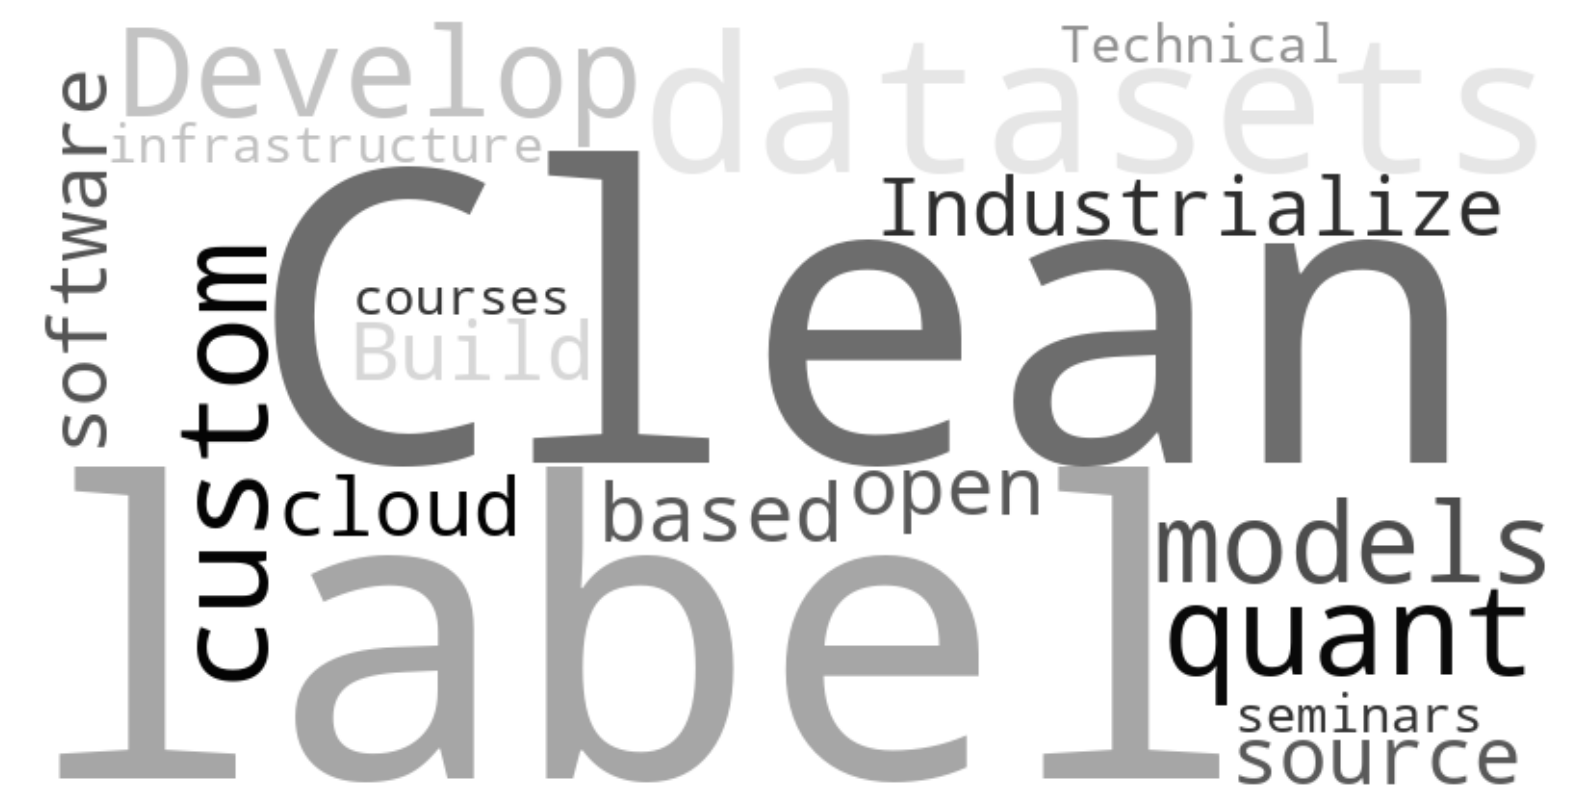 Develop
datasets
Technical
software
infrastructure
Clean
Industrialize
custom
courses
Build
label
cloud
based
open
models
quant
seminars
source